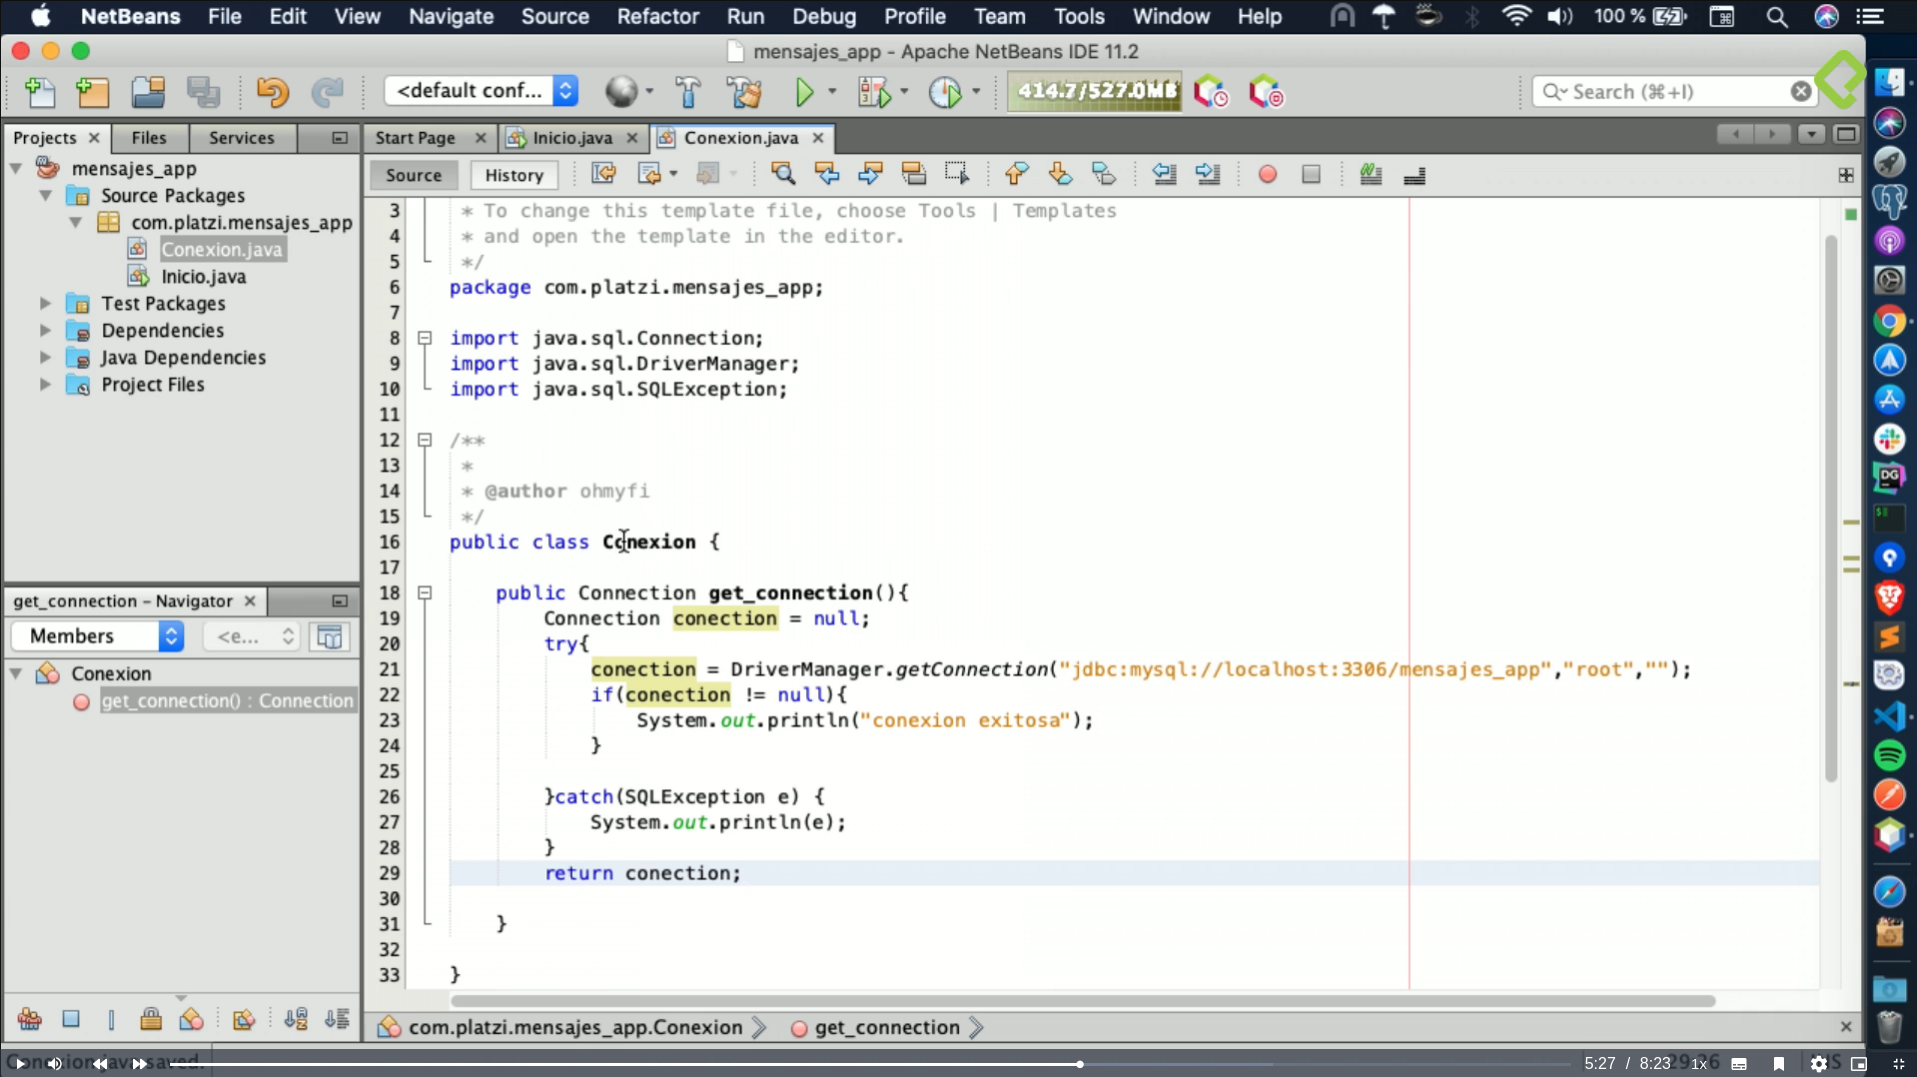 NetBeans File Edit View Navigate Source Refactor Run Debug Profile Team Tools Window Help 100 %
mensajes_app - Apache NetBeans IDE 11.2
<default conf... 414.7/527.0MB Search (⌘+I)
Projects Files Services
Start Page Inicio.java Conexion.java
Source History
mensajes_app
Source Packages
com.platzi.mensajes_app
Conexion.java
Inicio.java
Test Packages
Dependencies
Java Dependencies
Project Files
get_connection - Navigator
Members <e...
Conexion
get_connection() : Connection
3 * To change this template file, choose Tools | Templates
4 * and open the template in the editor.
5 */
6 package com.platzi.mensajes_app;
7
8 import java.sql.Connection;
9 import java.sql.DriverManager;
10 import java.sql.SQLException;
11
12 /**
13 *
14 * @author ohmyfi
15 */
16 public class Conexion {
17
18 public Connection get_connection(){
19 Connection conection = null;
20 try{
21 conection = DriverManager.getConnection("jdbc:mysql://localhost:3306/mensajes_app","root","");
22 if(conection != null){
23 System.out.println("conexion exitosa");
24 }
25
26 }catch(SQLException e) {
27 System.out.println(e);
28 }
29 return conection;
30
31 }
32
33 }
com.platzi.mensajes_app.Conexion get_connection
Conexion.java saved.
5:27 / 8:23 1x
DG